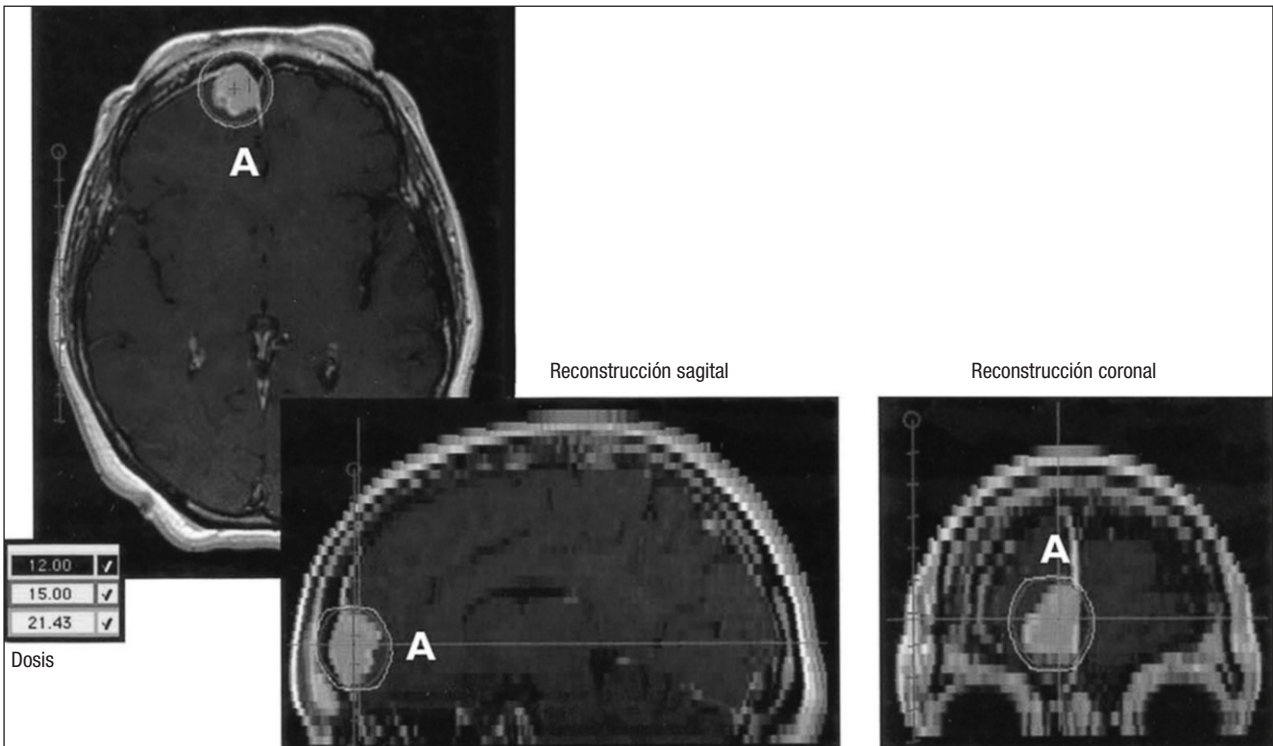 A
Reconstrucción sagital
Reconstrucción coronal
A
A
12.00 ✓
15.00 ✓
21.43 ✓
Dosis